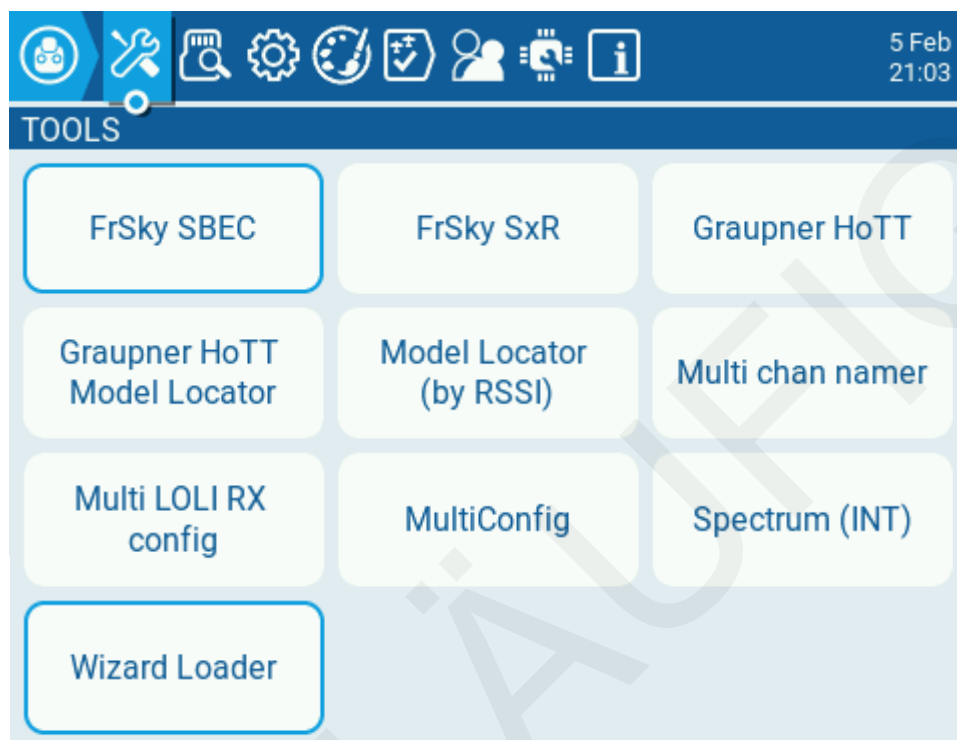 5 Feb
21:03
TOOLS
FrSky SBEC
FrSky SxR
Graupner HoTT
Graupner HoTT
Model Locator
Model Locator
(by RSSI)
Multi chan namer
Multi LOLI RX
config
MultiConfig
Spectrum (INT)
Wizard Loader
ÄUFIG